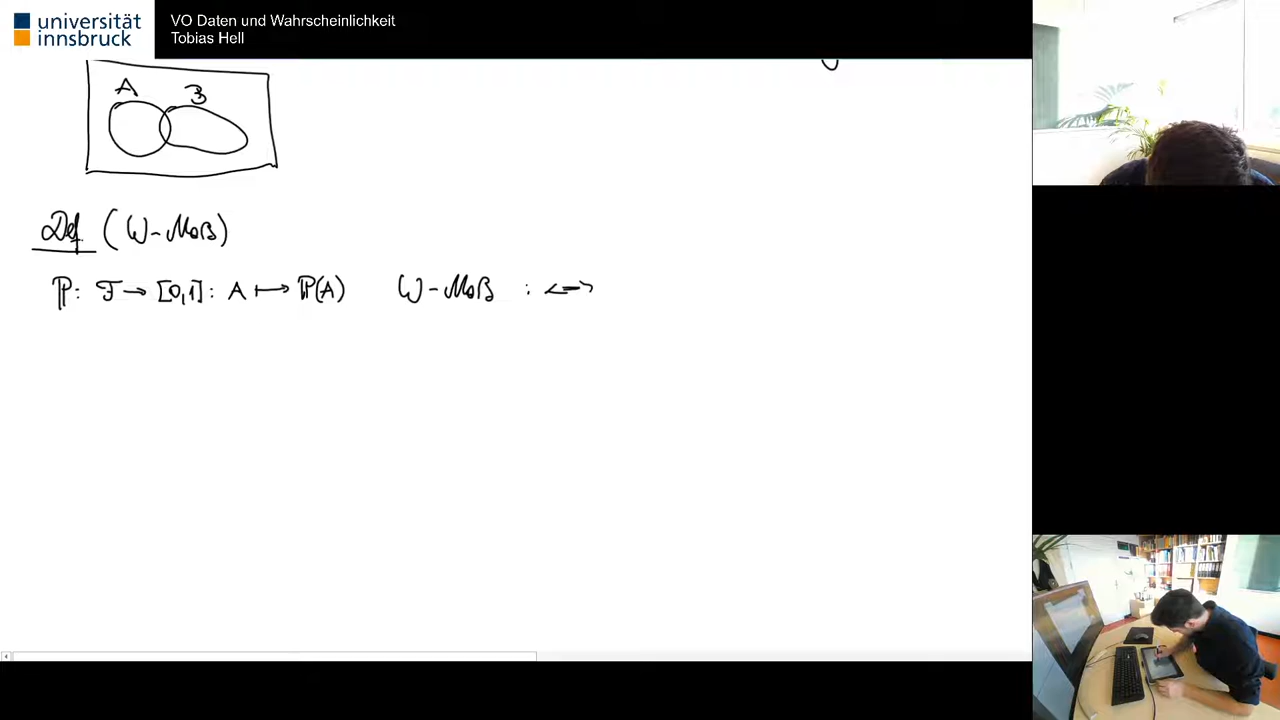 universität
innsbruck
VO Daten und Wahrscheinlichkeit
Tobias Hell
A
B
Def (W-Maß)
ℙ: ℱ → [0,1]: A ↦ ℙ(A) W-Maß :⇔